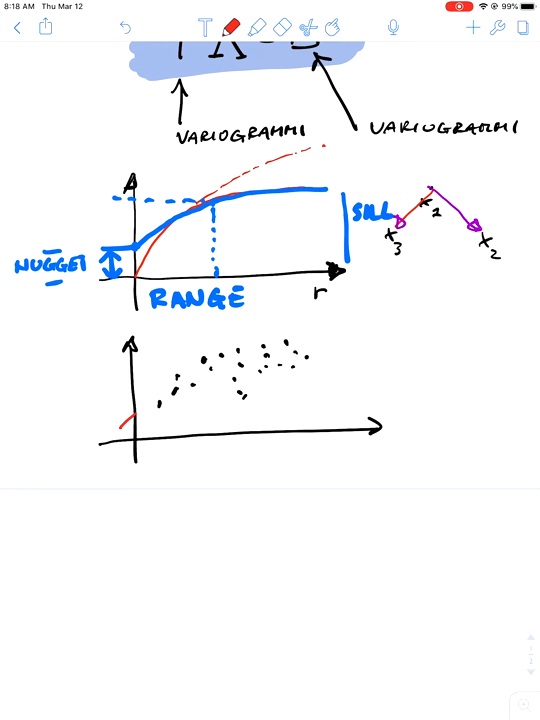 8:18 AM Thu Mar 12
99%
VARIOGRAMMI
VARIOGRAMMI
SILL
x1
x3
x2
NUGGET
RANGE
r